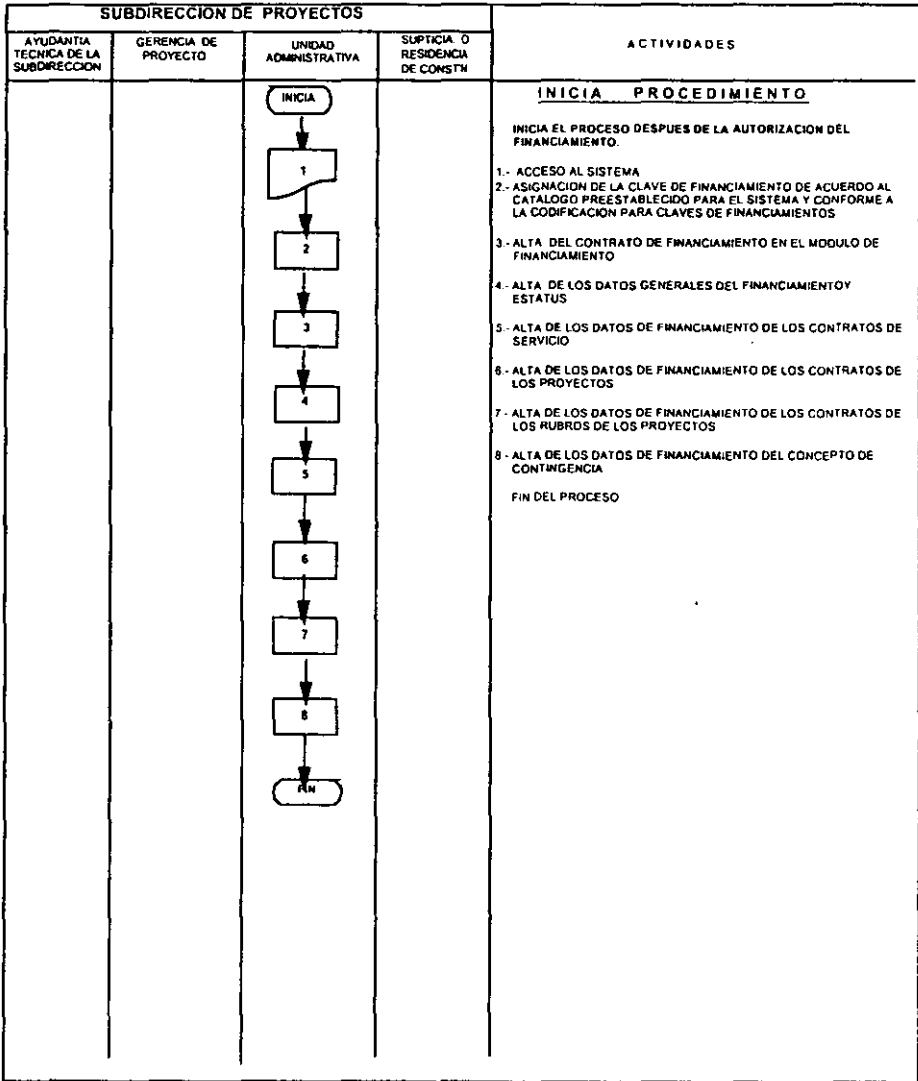 SUBDIRECCION DE PROYECTOS
AYUDANTIA
TECNICA DE LA
SUBDIRECCION
GERENCIA DE
PROYECTO
UNIDAD
ADMINISTRATIVA
SUPTCIA. O
RESIDENCIA
DE CONSTN
ACTIVIDADES
INICIA
1
2
3
4
5
6
7
8
FIN
INICIA PROCEDIMIENTO
INICIA EL PROCESO DESPUES DE LA AUTORIZACION DEL
FINANCIAMIENTO.
1.- ACCESO AL SISTEMA
2.- ASIGNACION DE LA CLAVE DE FINANCIAMIENTO DE ACUERDO AL
CATALOGO PREESTABLECIDO PARA EL SISTEMA Y CONFORME A
LA CODIFICACION PARA CLAVES DE FINANCIAMIENTOS
3.- ALTA DEL CONTRATO DE FINANCIAMIENTO EN EL MODULO DE
FINANCIAMIENTO
4.- ALTA DE LOS DATOS GENERALES DEL FINANCIAMIENTO Y
ESTATUS
5.- ALTA DE LOS DATOS DE FINANCIAMIENTO DE LOS CONTRATOS DE
SERVICIO
6.- ALTA DE LOS DATOS DE FINANCIAMIENTO DE LOS CONTRATOS DE
LOS PROYECTOS
7.- ALTA DE LOS DATOS DE FINANCIAMIENTO DE LOS CONTRATOS DE
LOS RUBROS DE LOS PROYECTOS
8.- ALTA DE LOS DATOS DE FINANCIAMIENTO DEL CONCEPTO DE
CONTINGENCIA
FIN DEL PROCESO